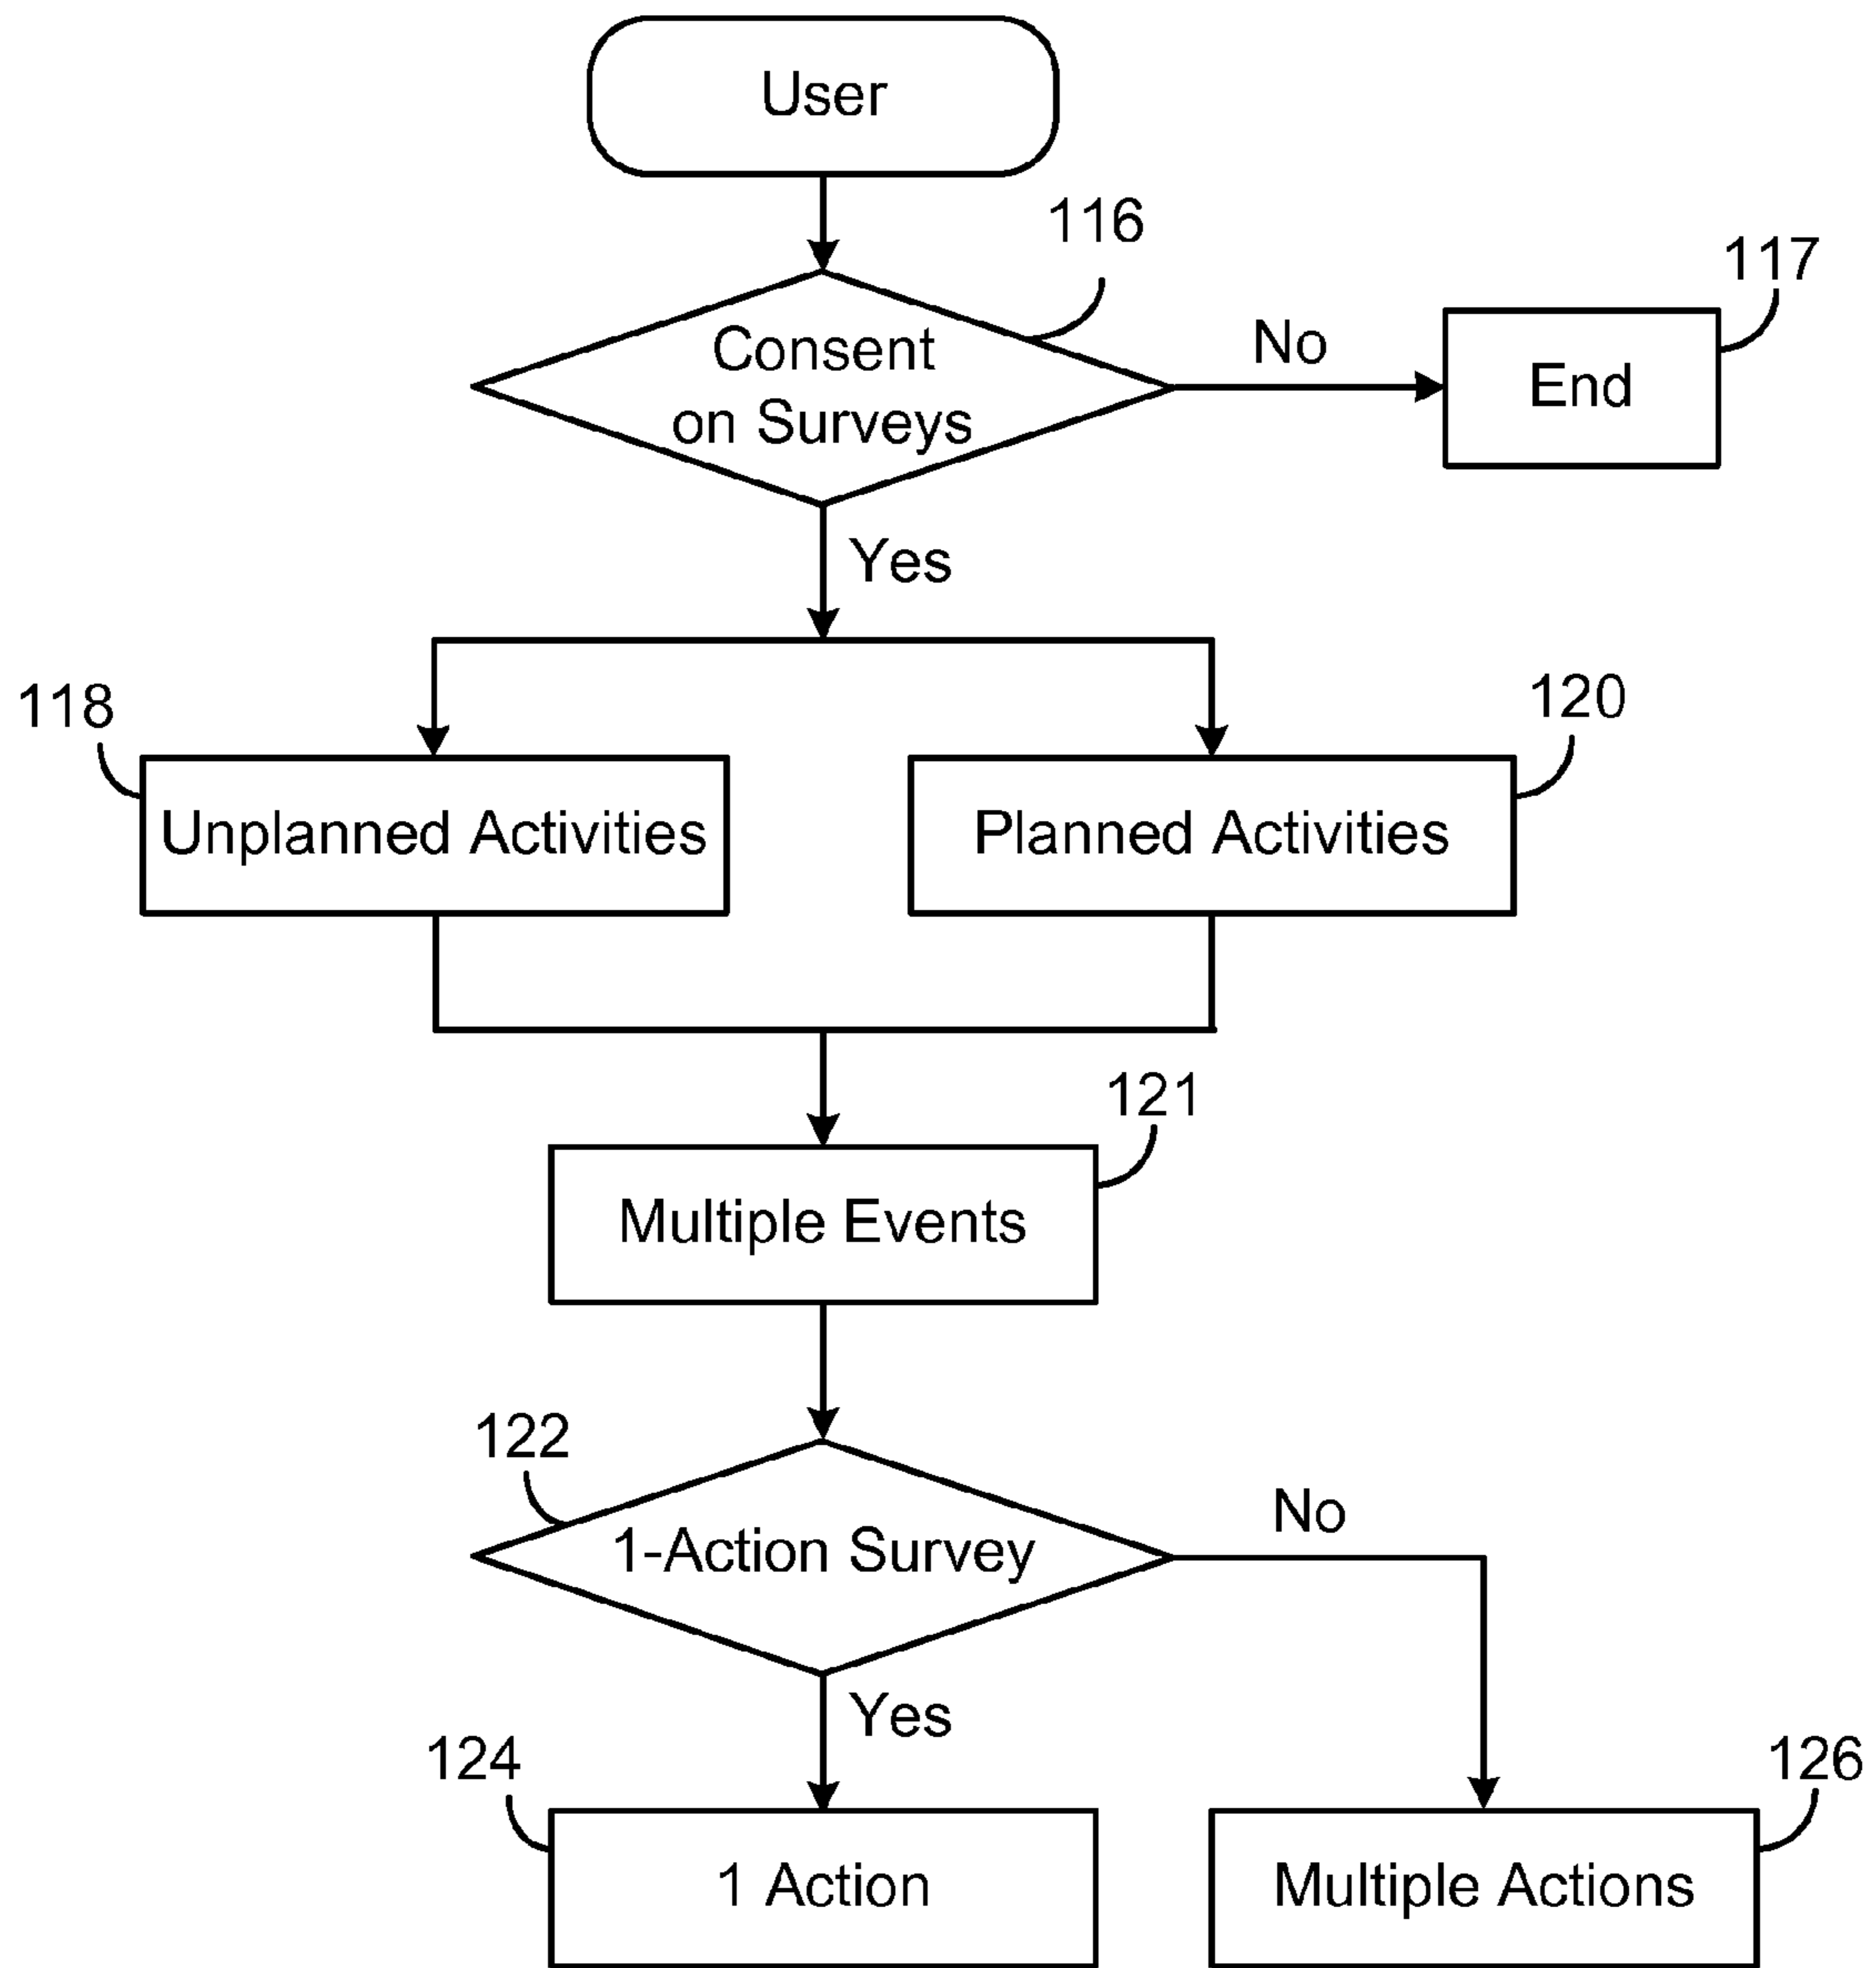 User
116
117
Consent
on Surveys
No
End
Yes
118
120
Unplanned Activities
Planned Activities
121
Multiple Events
122
1-Action Survey
No
Yes
124
126
1 Action
Multiple Actions